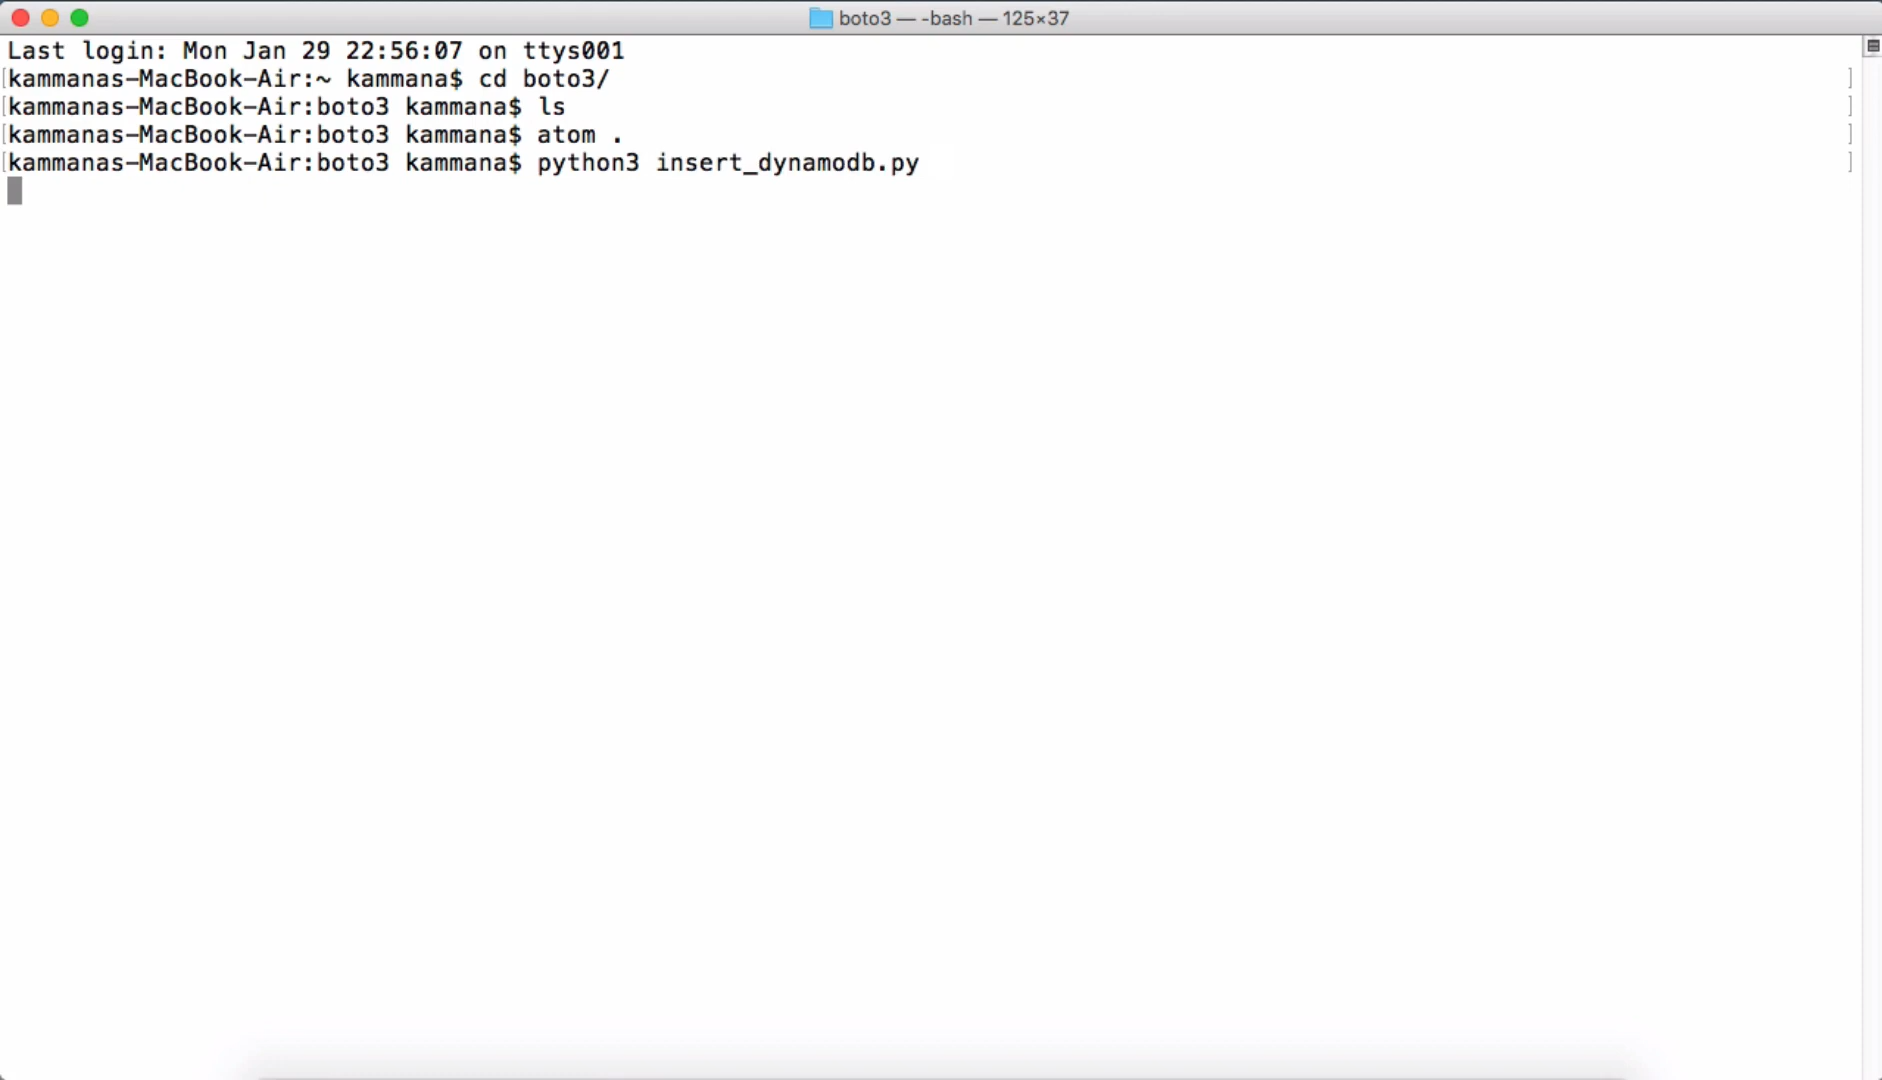 boto3 — -bash — 125×37
Last login: Mon Jan 29 22:56:07 on ttys001
[kammanas-MacBook-Air:~ kammana$ cd boto3/ ]
[kammanas-MacBook-Air:boto3 kammana$ ls ]
[kammanas-MacBook-Air:boto3 kammana$ atom . ]
[kammanas-MacBook-Air:boto3 kammana$ python3 insert_dynamodb.py ]